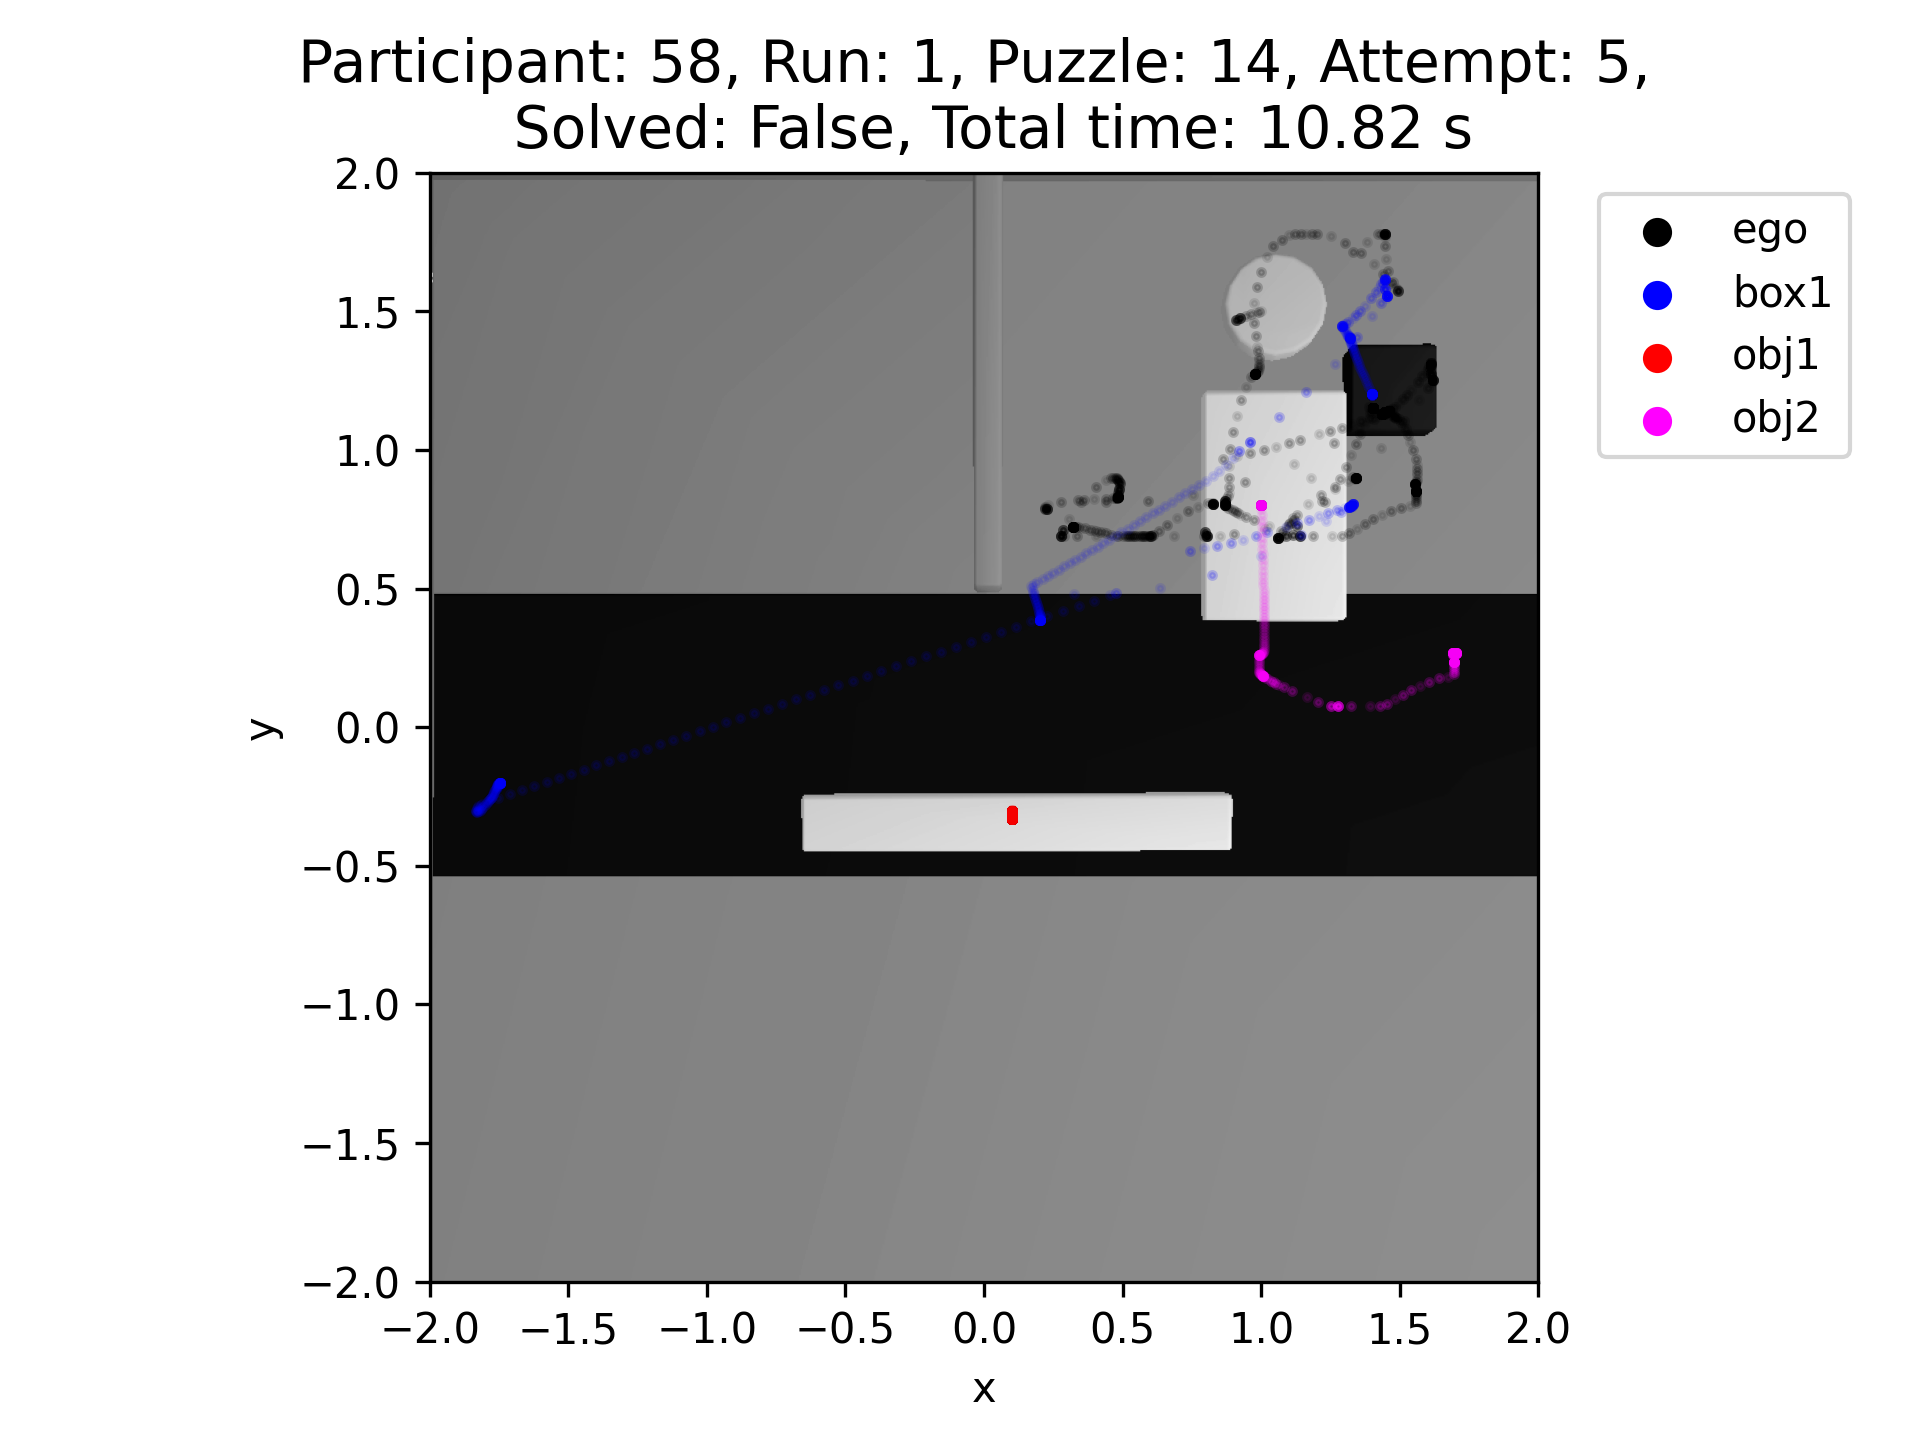 Participant: 58, Run: 1, Puzzle: 14, Attempt: 5,
Solved: False, Total time: 10.82 s
2.0
1.5
1.0
0.5
0.0
−0.5
−1.0
−1.5
−2.0
y
−2.0 −1.5 −1.0 −0.5 0.0 0.5 1.0 1.5 2.0
x
ego
box1
obj1
obj2